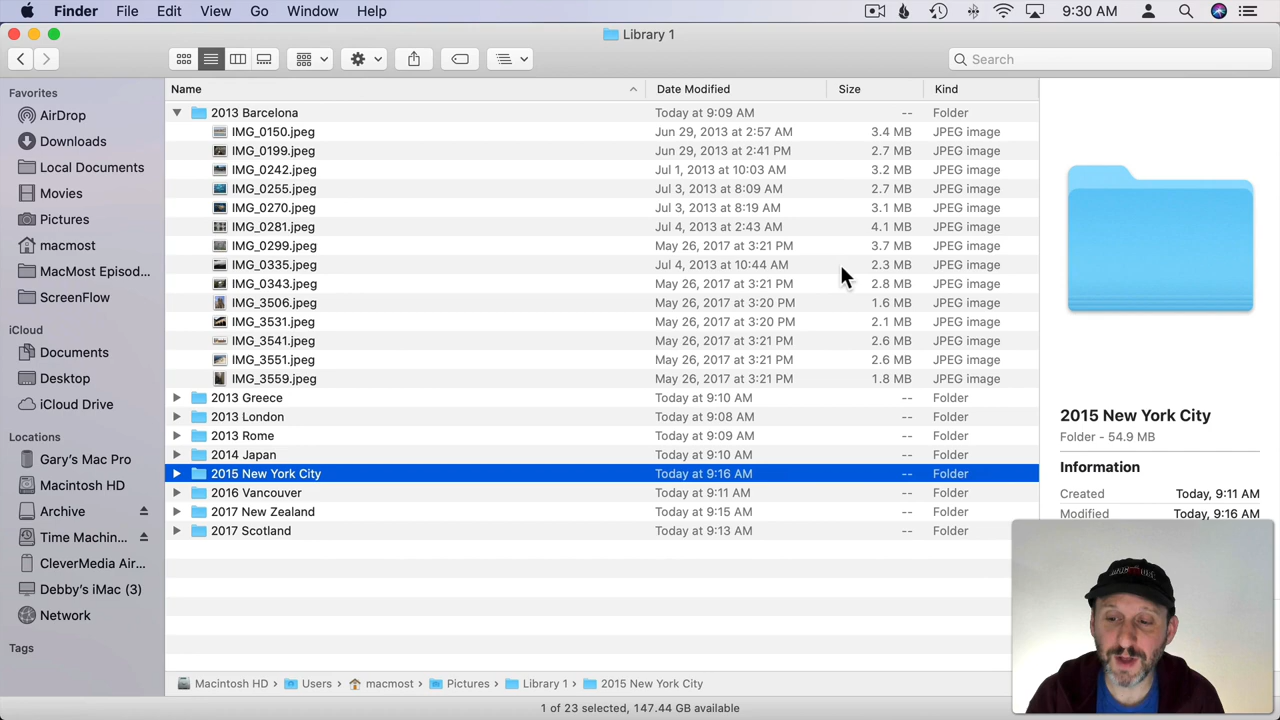 Finder File Edit View Go Window Help 9:30 AM
Library 1
Search
Favorites
AirDrop
Downloads
Local Documents
Movies
Pictures
macmost
MacMost Episod...
ScreenFlow
iCloud
Documents
Desktop
iCloud Drive
Locations
Gary's Mac Pro
Macintosh HD
Archive
Time Machin...
CleverMedia Air...
Debby's iMac (3)
Network
Tags
Name Date Modified Size Kind
2013 Barcelona Today at 9:09 AM -- Folder
IMG_0150.jpeg Jun 29, 2013 at 2:57 AM 3.4 MB JPEG image
IMG_0199.jpeg Jun 29, 2013 at 2:41 PM 2.7 MB JPEG image
IMG_0242.jpeg Jul 1, 2013 at 10:03 AM 3.2 MB JPEG image
IMG_0255.jpeg Jul 3, 2013 at 8:09 AM 2.7 MB JPEG image
IMG_0270.jpeg Jul 3, 2013 at 8:19 AM 3.1 MB JPEG image
IMG_0281.jpeg Jul 4, 2013 at 2:43 AM 4.1 MB JPEG image
IMG_0299.jpeg May 26, 2017 at 3:21 PM 3.7 MB JPEG image
IMG_0335.jpeg Jul 4, 2013 at 10:44 AM 2.3 MB JPEG image
IMG_0343.jpeg May 26, 2017 at 3:21 PM 2.8 MB JPEG image
IMG_3506.jpeg May 26, 2017 at 3:20 PM 1.6 MB JPEG image
IMG_3531.jpeg May 26, 2017 at 3:20 PM 2.1 MB JPEG image
IMG_3541.jpeg May 26, 2017 at 3:21 PM 2.6 MB JPEG image
IMG_3551.jpeg May 26, 2017 at 3:21 PM 2.6 MB JPEG image
IMG_3559.jpeg May 26, 2017 at 3:21 PM 1.8 MB JPEG image
2013 Greece Today at 9:10 AM -- Folder
2013 London Today at 9:08 AM -- Folder
2013 Rome Today at 9:09 AM -- Folder
2014 Japan Today at 9:10 AM -- Folder
2015 New York City Today at 9:16 AM -- Folder
2016 Vancouver Today at 9:11 AM -- Folder
2017 New Zealand Today at 9:15 AM -- Folder
2017 Scotland Today at 9:13 AM -- Folder
2015 New York City
Folder - 54.9 MB
Information
Created Today, 9:11 AM
Modified Today, 9:16 AM
Macintosh HD › Users › macmost › Pictures › Library 1 › 2015 New York City
1 of 23 selected, 147.44 GB available